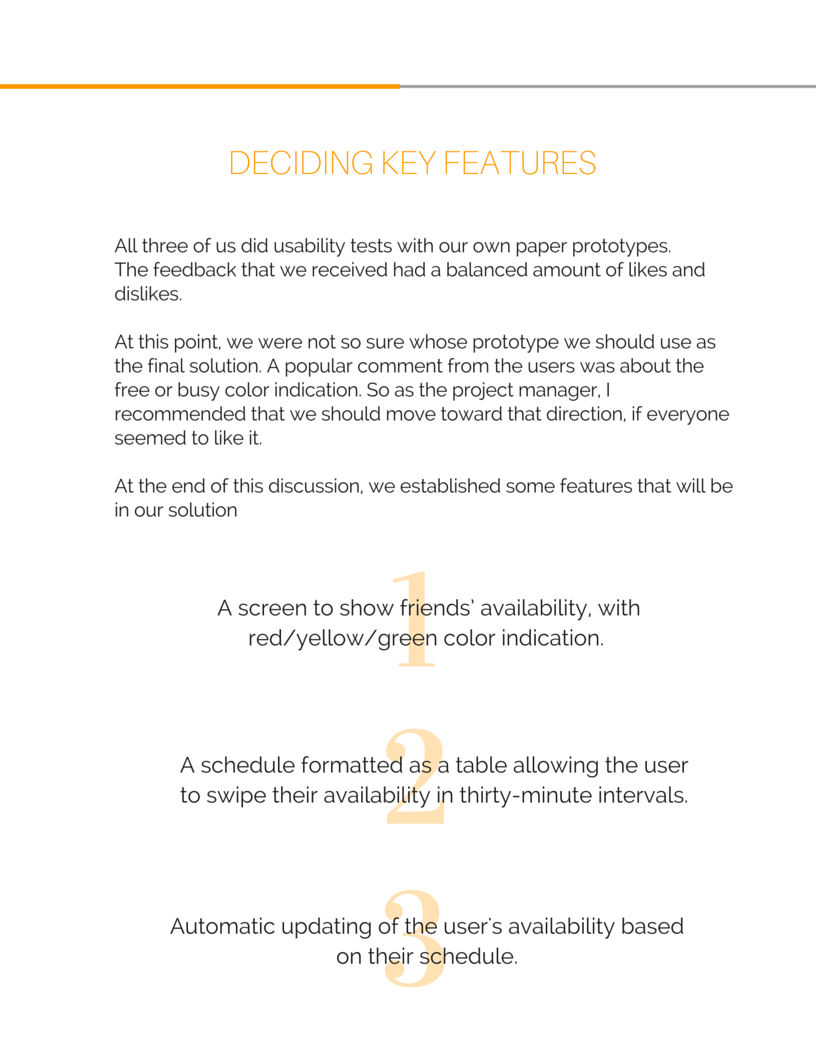 DECIDING KEY FEATURES
All three of us did usability tests with our own paper prototypes.
The feedback that we received had a balanced amount of likes and
dislikes.
At this point, we were not so sure whose prototype we should use as
the final solution. A popular comment from the users was about the
free or busy color indication. So as the project manager, I
recommended that we should move toward that direction, if everyone
seemed to like it.
At the end of this discussion, we established some features that will be
in our solution
1
A screen to show friends' availability, with
red/yellow/green color indication.
2
A schedule formatted as a table allowing the user
to swipe their availability in thirty-minute intervals.
3
Automatic updating of the user's availability based
on their schedule.